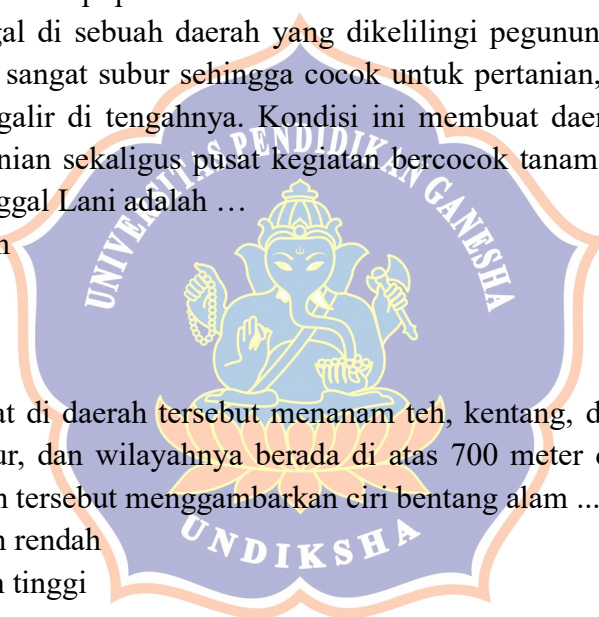 gal di sebuah daerah yang dikelilingi pegunun
sangat subur sehingga cocok untuk pertanian,
galir di tengahnya. Kondisi ini membuat daer
nian sekaligus pusat kegiatan bercocok tanam
ggal Lani adalah …
n
at di daerah tersebut menanam teh, kentang, d
ur, dan wilayahnya berada di atas 700 meter d
n tersebut menggambarkan ciri bentang alam ...
n rendah
n tinggi
UNIVERSITAS PENDIDIKAN GANESHA
UNDIKSHA